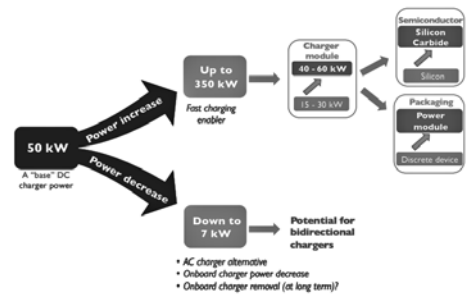 50 kW
A "base" DC
charger power
Power increase
Up to
350 kW
Fast charging
enabler
Charger
module
40 - 60 kW
15 - 30 kW
Semiconductor
Silicon
Carbide
Silicon
Packaging
Power
module
Discrete device
Power decrease
Down to
7 kW
Potential for
bidirectional
chargers
• AC charger alternative
• Onboard charger power decrease
• Onboard charger removal (at long term)?